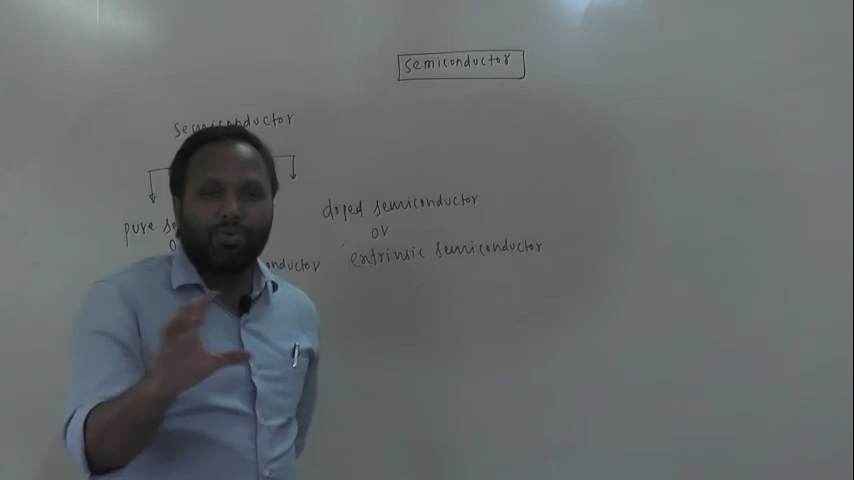 semiconductor
semiconductor
pure
doped semiconductor
or
extrinsic semiconductor